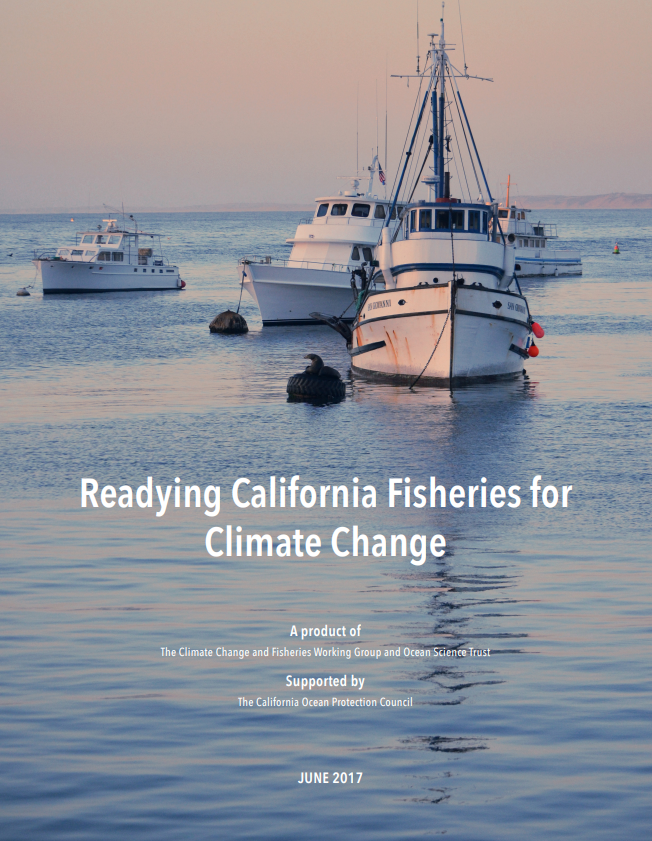 Readying California Fisheries for
Climate Change
A product of
The Climate Change and Fisheries Working Group and Ocean Science Trust
Supported by
The California Ocean Protection Council
JUNE 2017